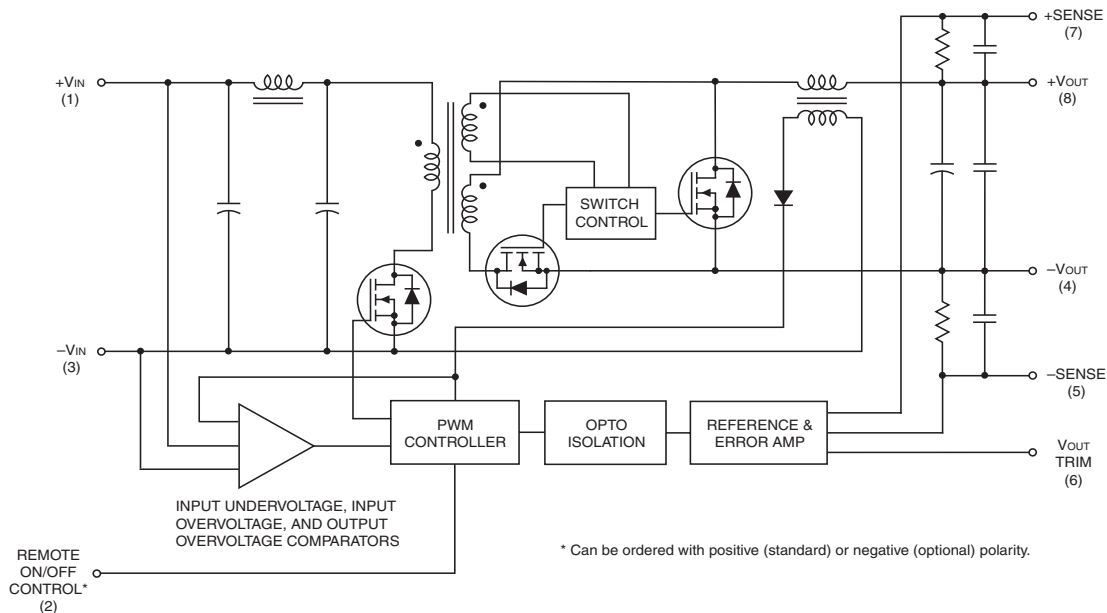 +SENSE
(7)
+VIN
(1)
+VOUT
(8)
SWITCH
CONTROL
–VOUT
(4)
–VIN
(3)
–SENSE
(5)
PWM
CONTROLLER
OPTO
ISOLATION
REFERENCE &
ERROR AMP
VOUT
TRIM
(6)
INPUT UNDERVOLTAGE, INPUT
OVERVOLTAGE, AND OUTPUT
OVERVOLTAGE COMPARATORS
REMOTE
ON/OFF
CONTROL*
(2)
* Can be ordered with positive (standard) or negative (optional) polarity.